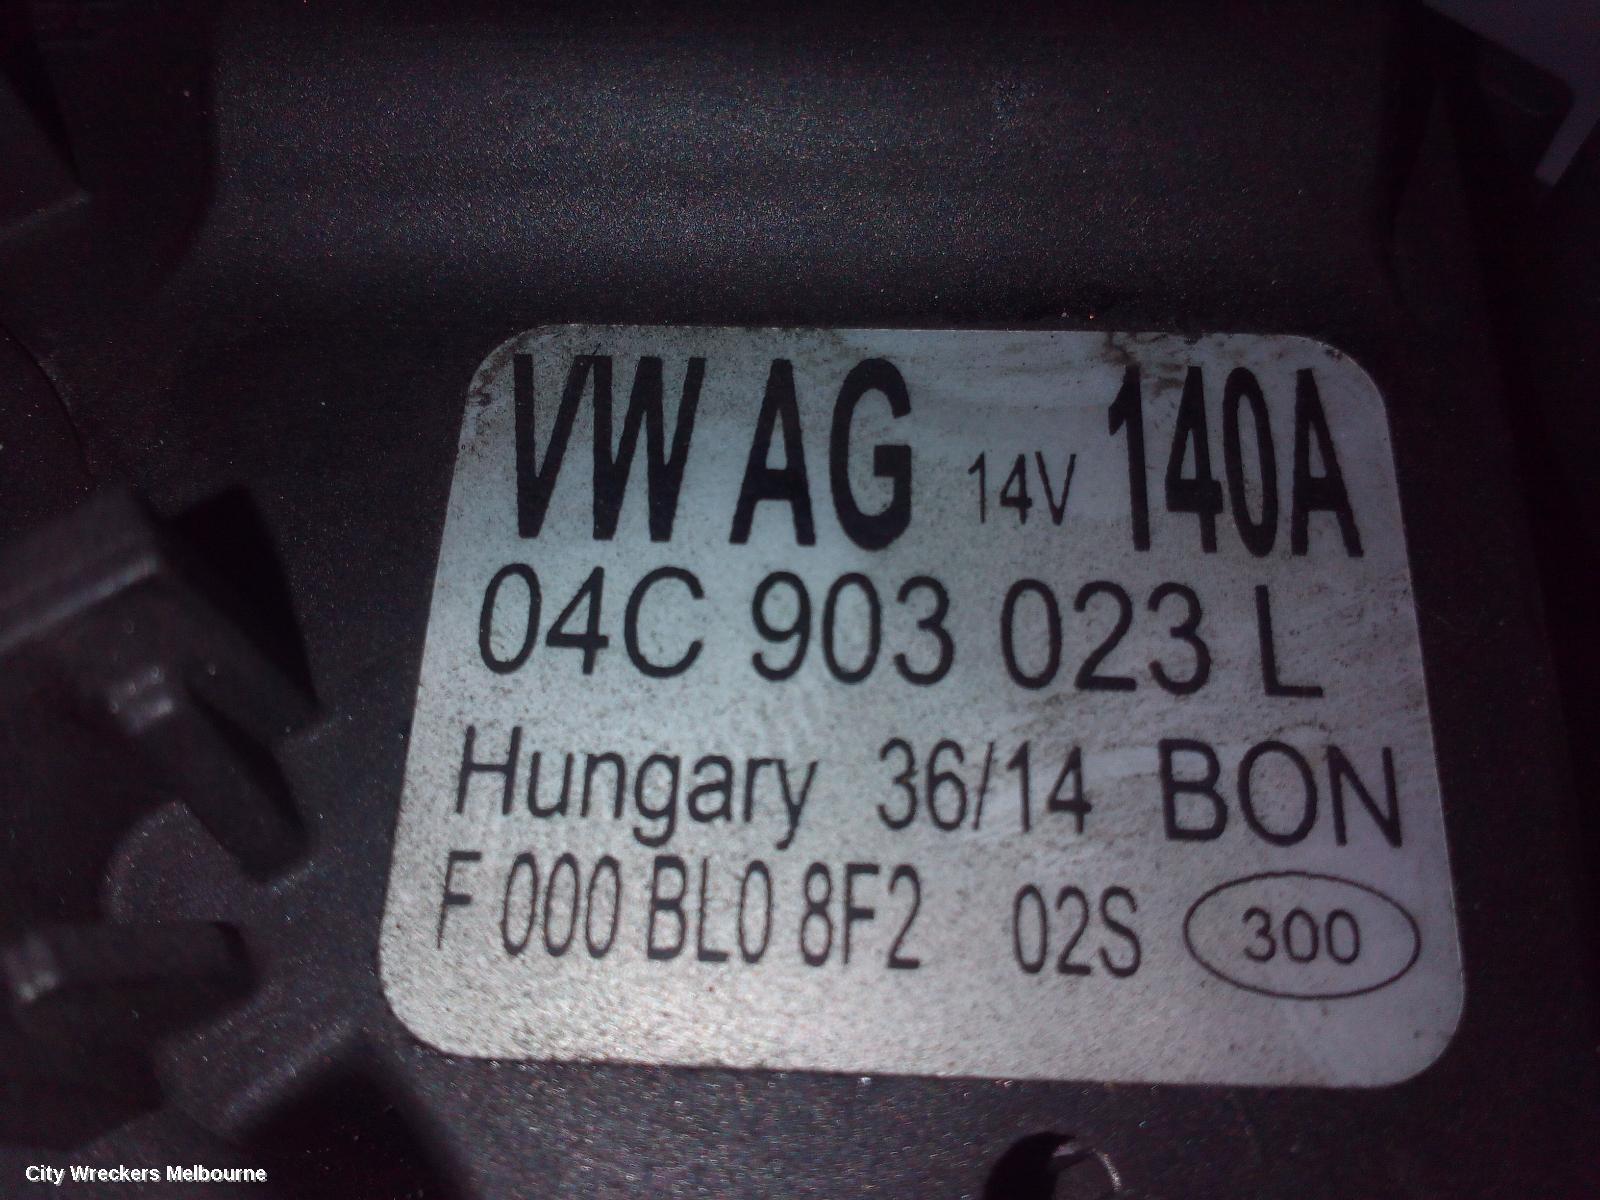 VW AG 14V 140A
04C 903 023 L
Hungary 36/14 BON
F 000 BL0 8F2 02S 300
City Wreckers Melbourne